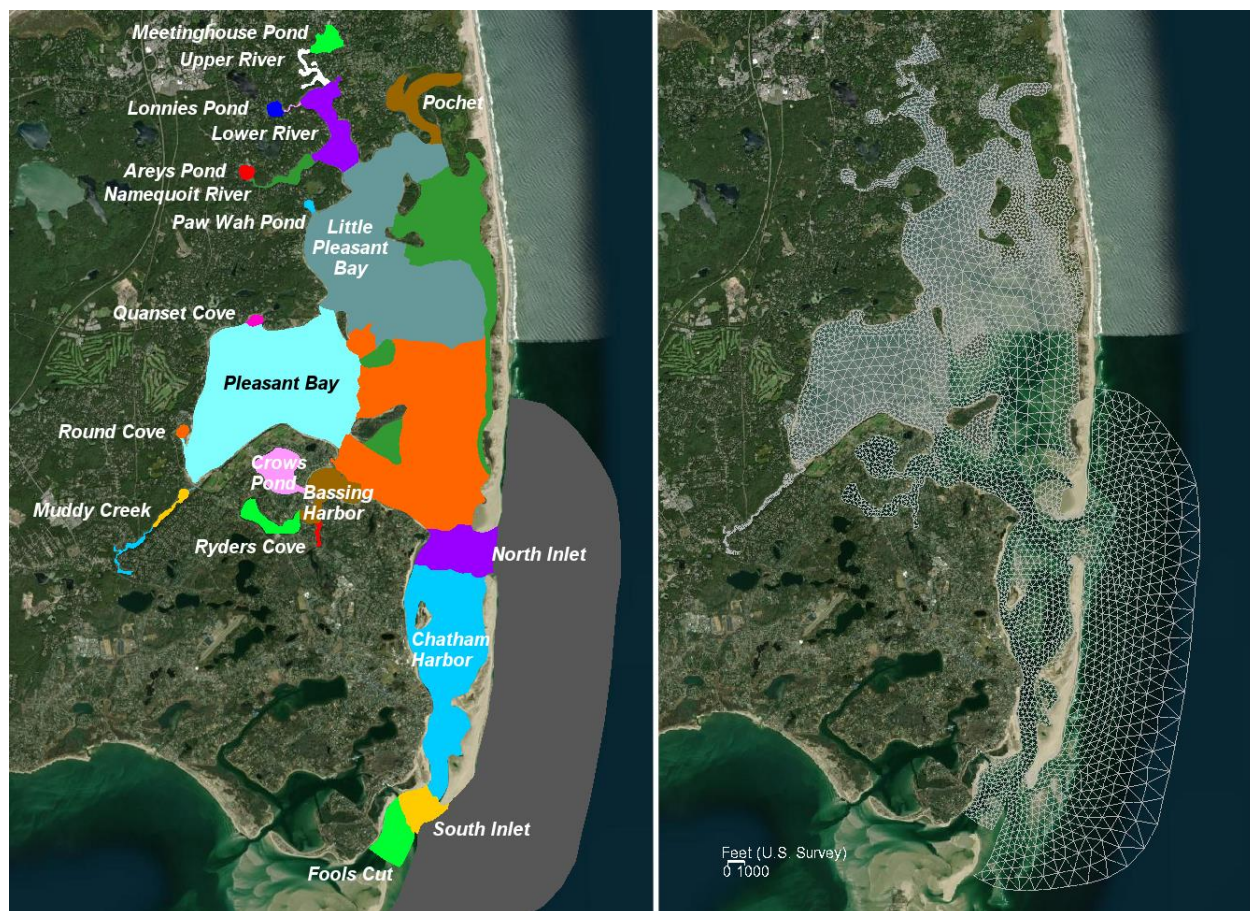 Meetinghouse Pond
Upper River
Lonnies Pond
Lower River
Pochet
Areys Pond
Namequoit River
Paw Wah Pond
Little
Pleasant
Bay
Quanset Cove
Pleasant Bay
Round Cove
Crows
Pond
Bassing
Harbor
Muddy Creek
Ryders Cove
North Inlet
Chatham
Harbor
South Inlet
Fools Cut
Feet (U.S. Survey)
0 1000